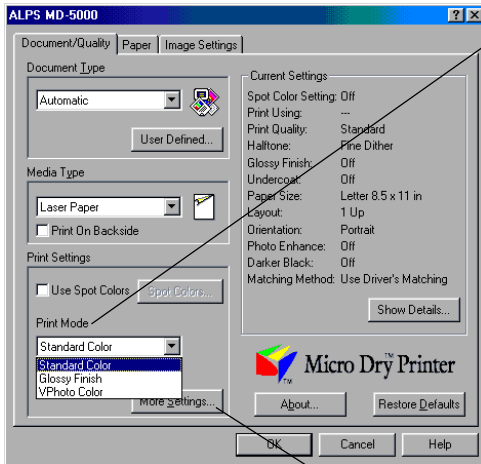 ALPS MD-5000
Document/Quality
Paper
Image Settings
Document Type
Automatic
User Defined...
Media Type
Laser Paper
Print On Backside
Print Settings
Use Spot Colors
Spot Colors...
Print Mode
Standard Color
Standard Color
Glossy Finish
VPhoto Color
More Settings...
Current Settings
Spot Color Setting: Off
Print Using: ---
Print Quality: Standard
Halftone: Fine Dither
Glossy Finish: Off
Undercoat: Off
Paper Size: Letter 8.5 x 11 in
Layout: 1 Up
Orientation: Portrait
Photo Enhance: Off
Darker Black: Off
Matching Method: Use Driver's Matching
Show Details...
Micro Dry™ Printer
TM
About...
Restore Defaults
OK
Cancel
Help